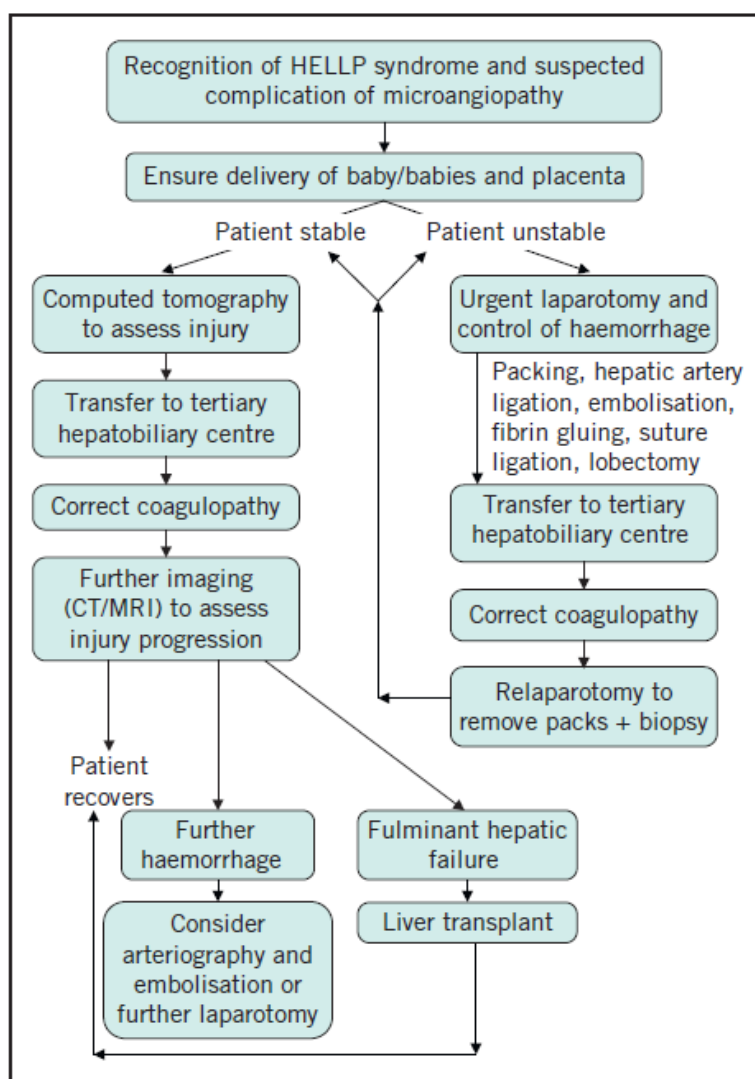 Recognition of HELLP syndrome and suspected
complication of microangiopathy
Ensure delivery of baby/babies and placenta
Patient stable
Patient unstable
Computed tomography
to assess injury
Transfer to tertiary
hepatobiliary centre
Correct coagulopathy
Further imaging
(CT/MRI) to assess
injury progression
Urgent laparotomy and
control of haemorrhage
Packing, hepatic artery
ligation, embolisation,
fibrin gluing, suture
ligation, lobectomy
Transfer to tertiary
hepatobiliary centre
Correct coagulopathy
Relaparotomy to
remove packs + biopsy
Patient
recovers
Further
haemorrhage
Consider
arteriography and
embolisation or
further laparotomy
Fulminant hepatic
failure
Liver transplant